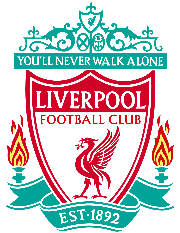 YOU'LL NEVER WALK ALONE
LIVERPOOL
FOOTBALL CLUB
EST·1892